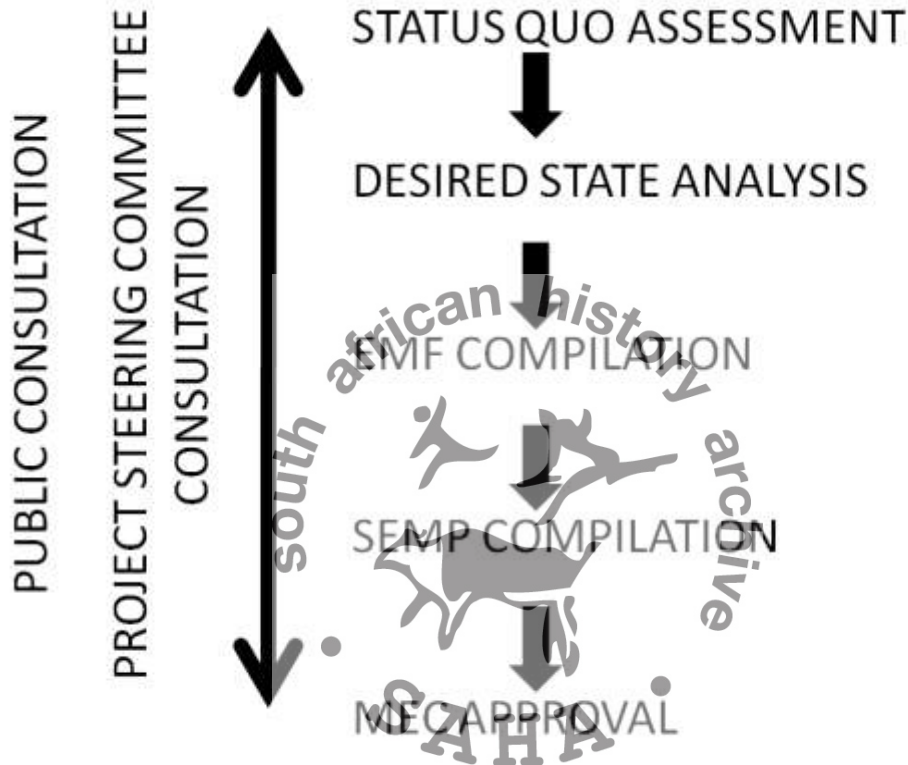 PUBLIC CONSULTATION
PROJECT STEERING COMMITTEE
CONSULTATION
STATUS QUO ASSESSMENT
DESIRED STATE ANALYSIS
EMF COMPILATION
SEMP COMPILATION
MEC APPROVAL
south african history archive
• SAHA •